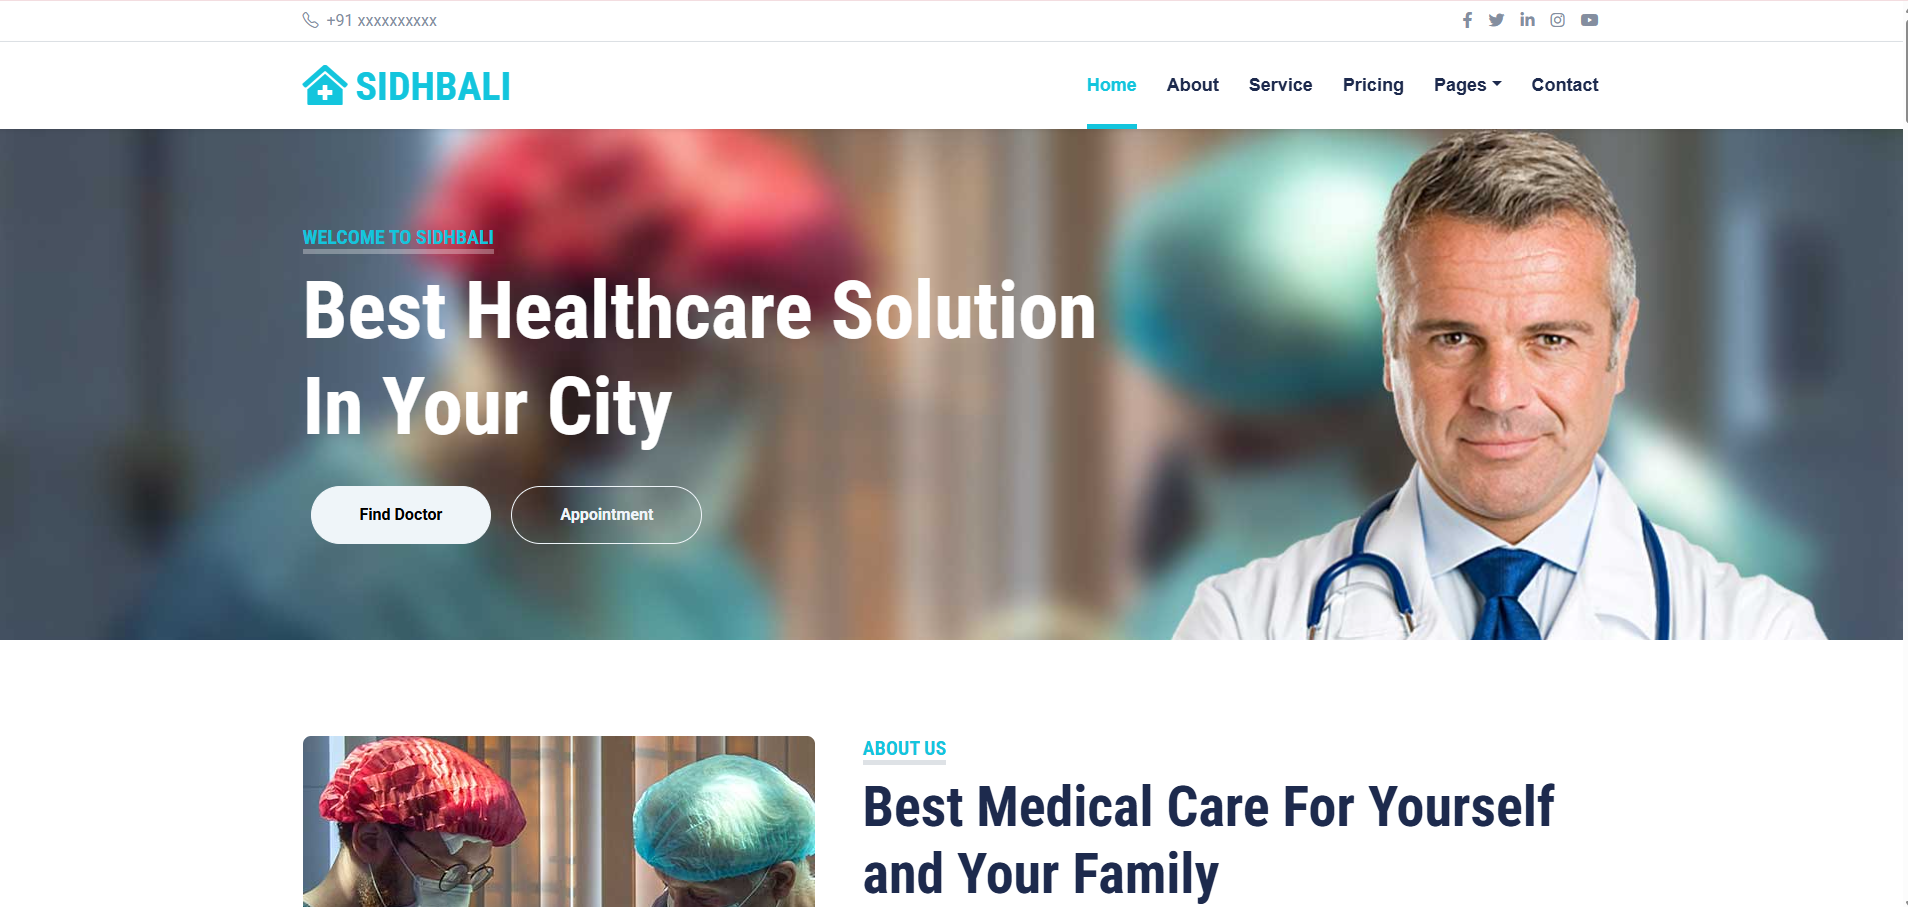 +91 xxxxxxxxxx
SIDHBALI
Home About Service Pricing Pages Contact
WELCOME TO SIDHBALI
Best Healthcare Solution
In Your City
Find Doctor Appointment
ABOUT US
Best Medical Care For Yourself
and Your Family